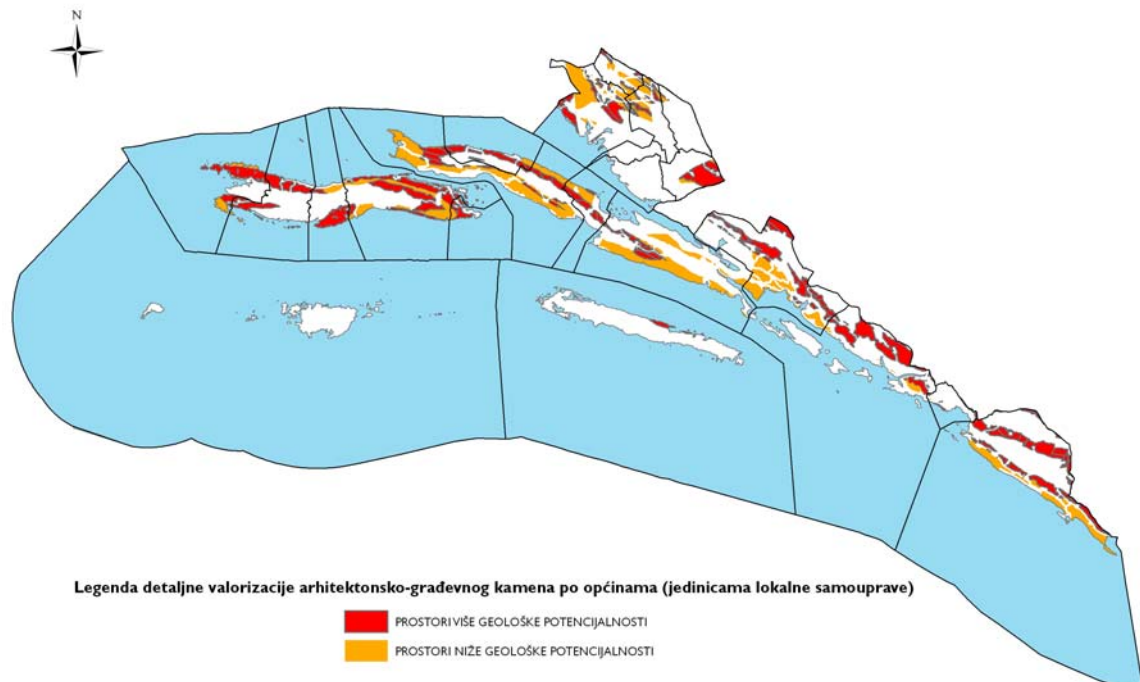 N
Legenda detaljne valorizacije arhitektonsko-građevnog kamena po općinama (jedinicama lokalne samouprave)
PROSTORI VIŠE GEOLOŠKE POTENCIJALNOSTI
PROSTORI NIŽE GEOLOŠKE POTENCIJALNOSTI